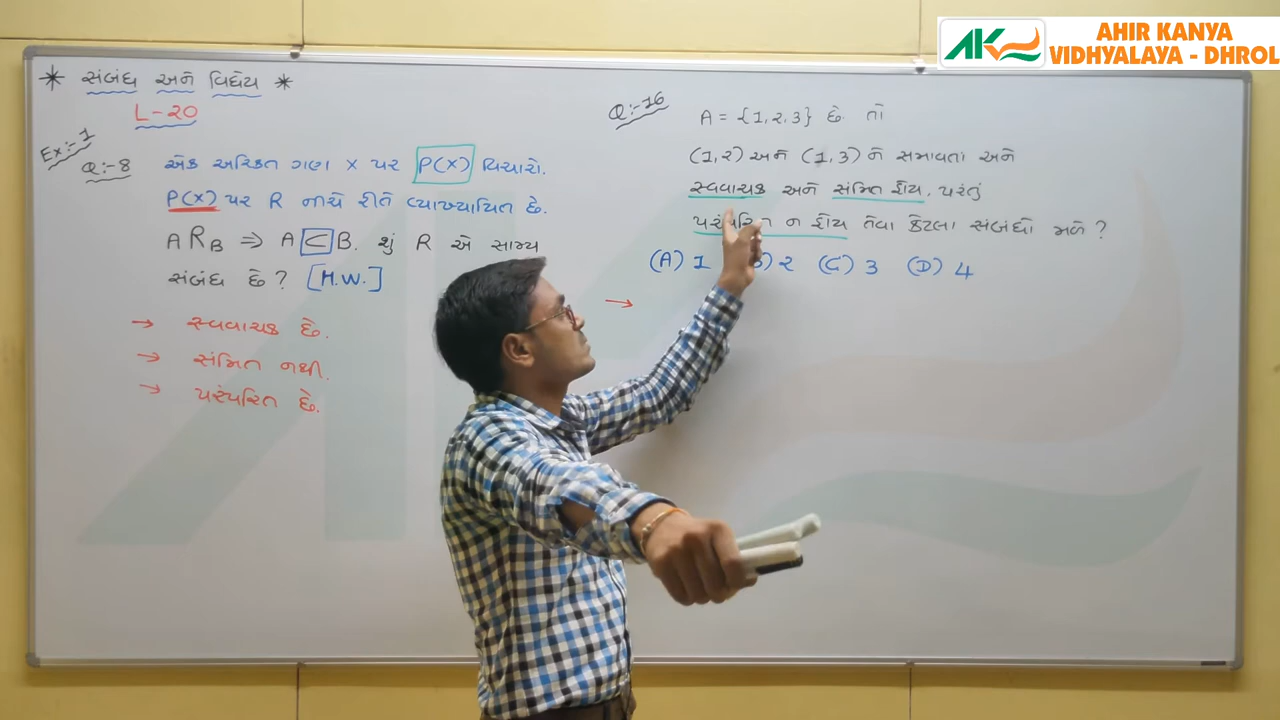 AHIR KANYA
VIDHYALAYA - DHROL
* સંબંધ અને વિધેય *
L-20
Ex:-1
Q:-8 એક અરિક્ત ગણ X પર P(X) વિચારો.
P(X) પર R નીચે રીતે વ્યાખ્યાયિત છે.
A R B ⇒ A ⊂ B. શું R એ સામ્ય
સંબંધ છે? [H.W.]
→ સ્વવાચક છે.
→ સંમિત નથી.
→ પરંપરિત છે.
Q:-16 A = {1,2,3} છે. તો
(1,2) અને (1,3) ને સમાવતા અને
સ્વવાચક અને સંમિત હોય, પરંતુ
ન હોય તેવા કેટલા સંબંધો મળે?
(A) 1 2 (C) 3 (D) 4
→